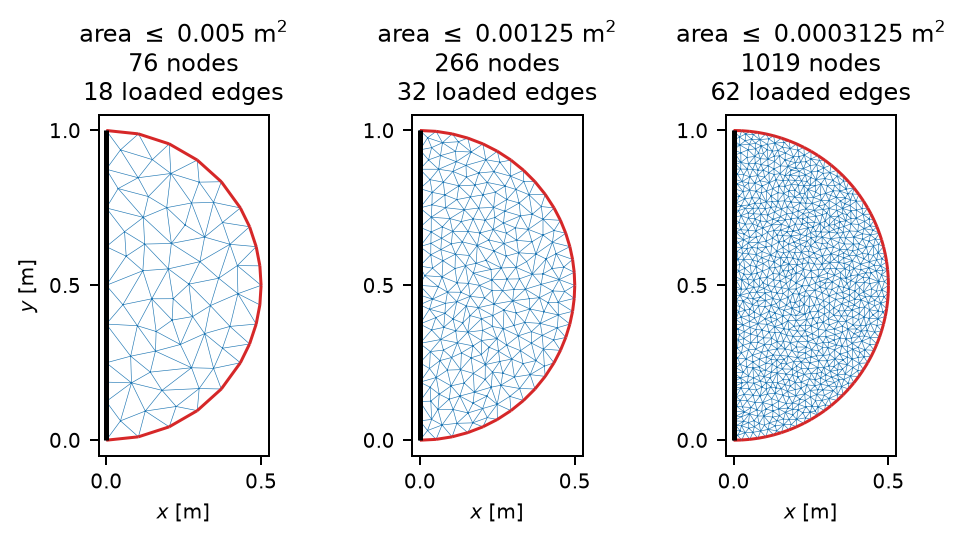 area ≤ 0.005 m²
76 nodes
18 loaded edges
area ≤ 0.00125 m²
266 nodes
32 loaded edges
area ≤ 0.0003125 m²
1019 nodes
62 loaded edges
y [m]
1.0
0.5
0.0
0.0
0.5
x [m]
1.0
0.5
0.0
0.0
0.5
x [m]
1.0
0.5
0.0
0.0
0.5
x [m]